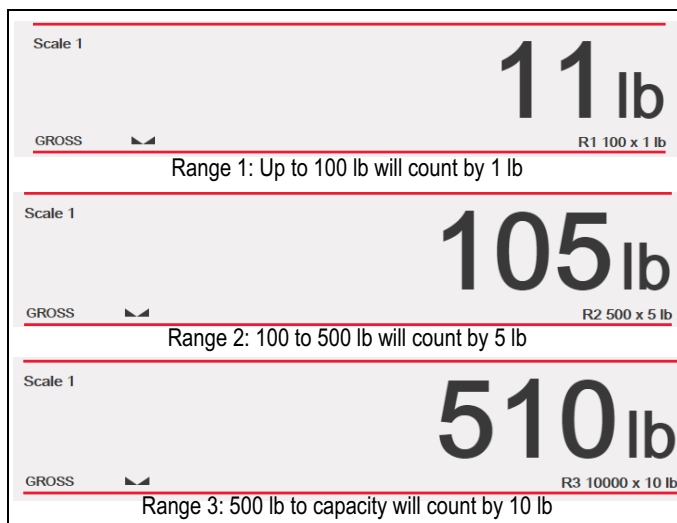 Scale 1
11 lb
GROSS R1 100 x 1 lb
Range 1: Up to 100 lb will count by 1 lb
Scale 1
105 lb
GROSS R2 500 x 5 lb
Range 2: 100 to 500 lb will count by 5 lb
Scale 1
510 lb
GROSS R3 10000 x 10 lb
Range 3: 500 lb to capacity will count by 10 lb